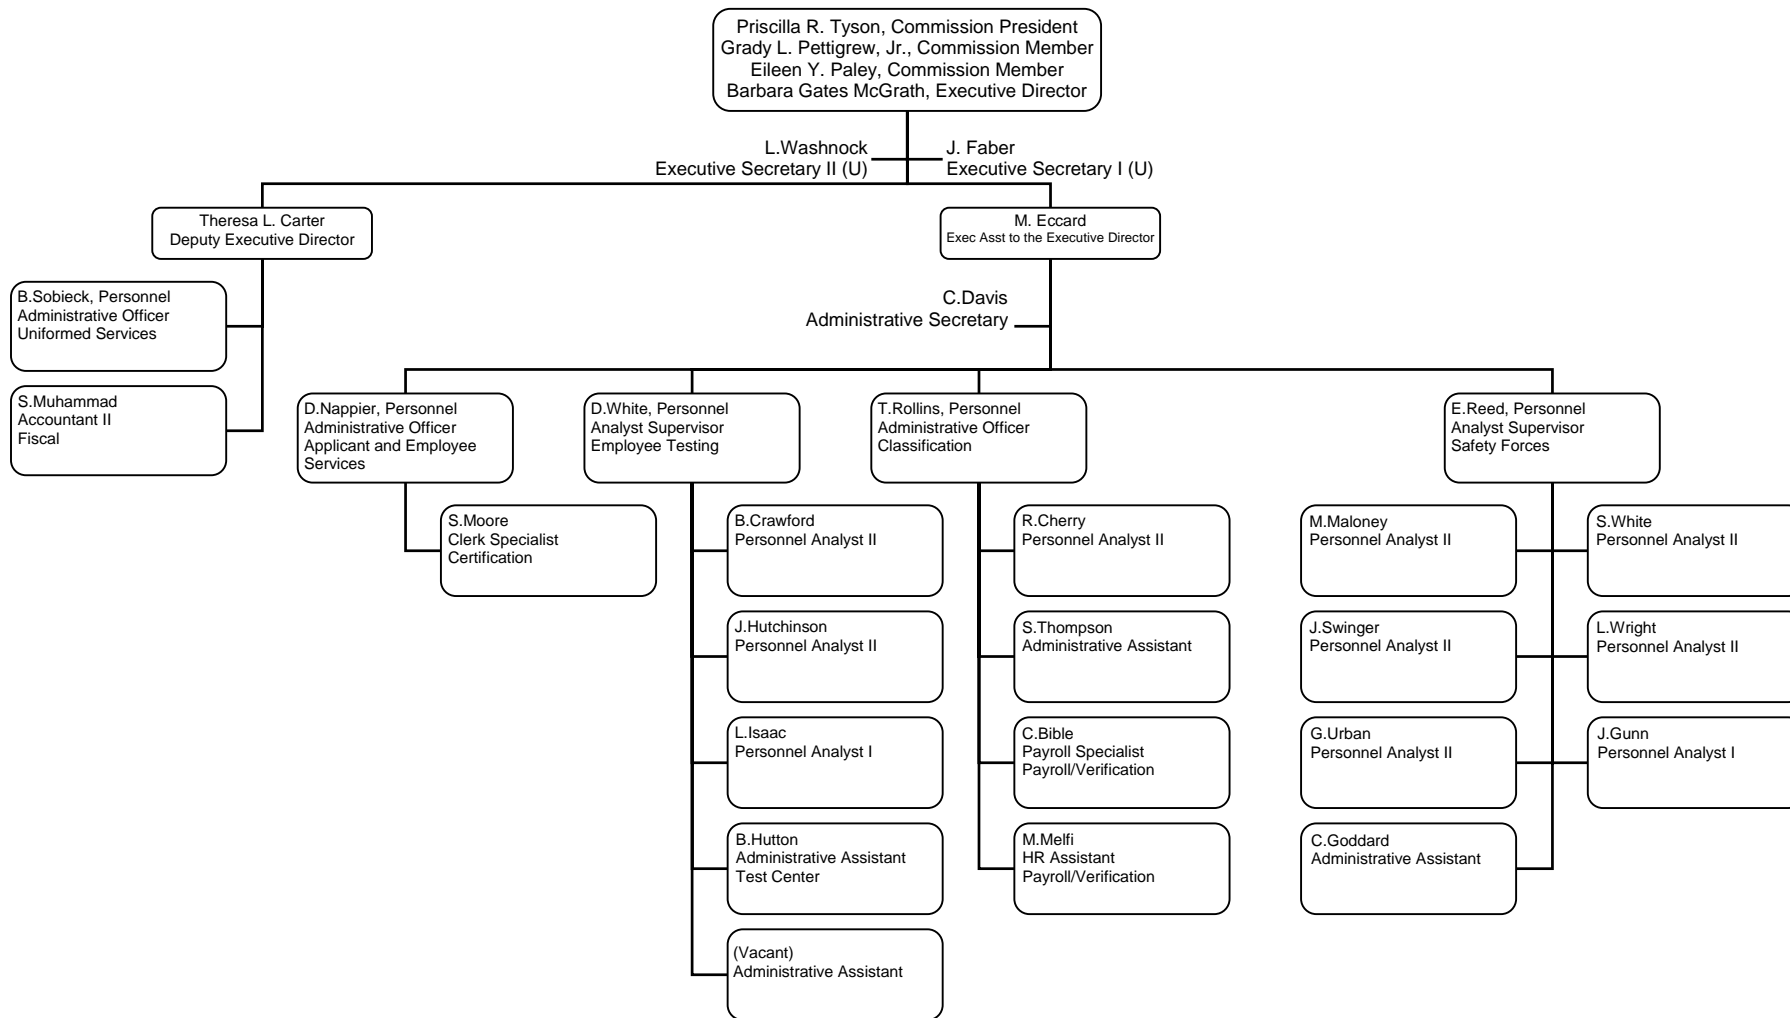 Priscilla R. Tyson, Commission President
Grady L. Pettigrew, Jr., Commission Member
Eileen Y. Paley, Commission Member
Barbara Gates McGrath, Executive Director
L.Washnock
Executive Secretary II (U)
J. Faber
Executive Secretary I (U)
Theresa L. Carter
Deputy Executive Director
M. Eccard
Exec Asst to the Executive Director
B.Sobieck, Personnel
Administrative Officer
Uniformed Services
C.Davis
Administrative Secretary
S.Muhammad
Accountant II
Fiscal
D.Nappier, Personnel
Administrative Officer
Applicant and Employee
Services
D.White, Personnel
Analyst Supervisor
Employee Testing
T.Rollins, Personnel
Administrative Officer
Classification
E.Reed, Personnel
Analyst Supervisor
Safety Forces
S.Moore
Clerk Specialist
Certification
B.Crawford
Personnel Analyst II
R.Cherry
Personnel Analyst II
M.Maloney
Personnel Analyst II
S.White
Personnel Analyst II
J.Hutchinson
Personnel Analyst II
S.Thompson
Administrative Assistant
J.Swinger
Personnel Analyst II
L.Wright
Personnel Analyst II
L.Isaac
Personnel Analyst I
C.Bible
Payroll Specialist
Payroll/Verification
G.Urban
Personnel Analyst II
J.Gunn
Personnel Analyst I
B.Hutton
Administrative Assistant
Test Center
M.Melfi
HR Assistant
Payroll/Verification
C.Goddard
Administrative Assistant
(Vacant)
Administrative Assistant